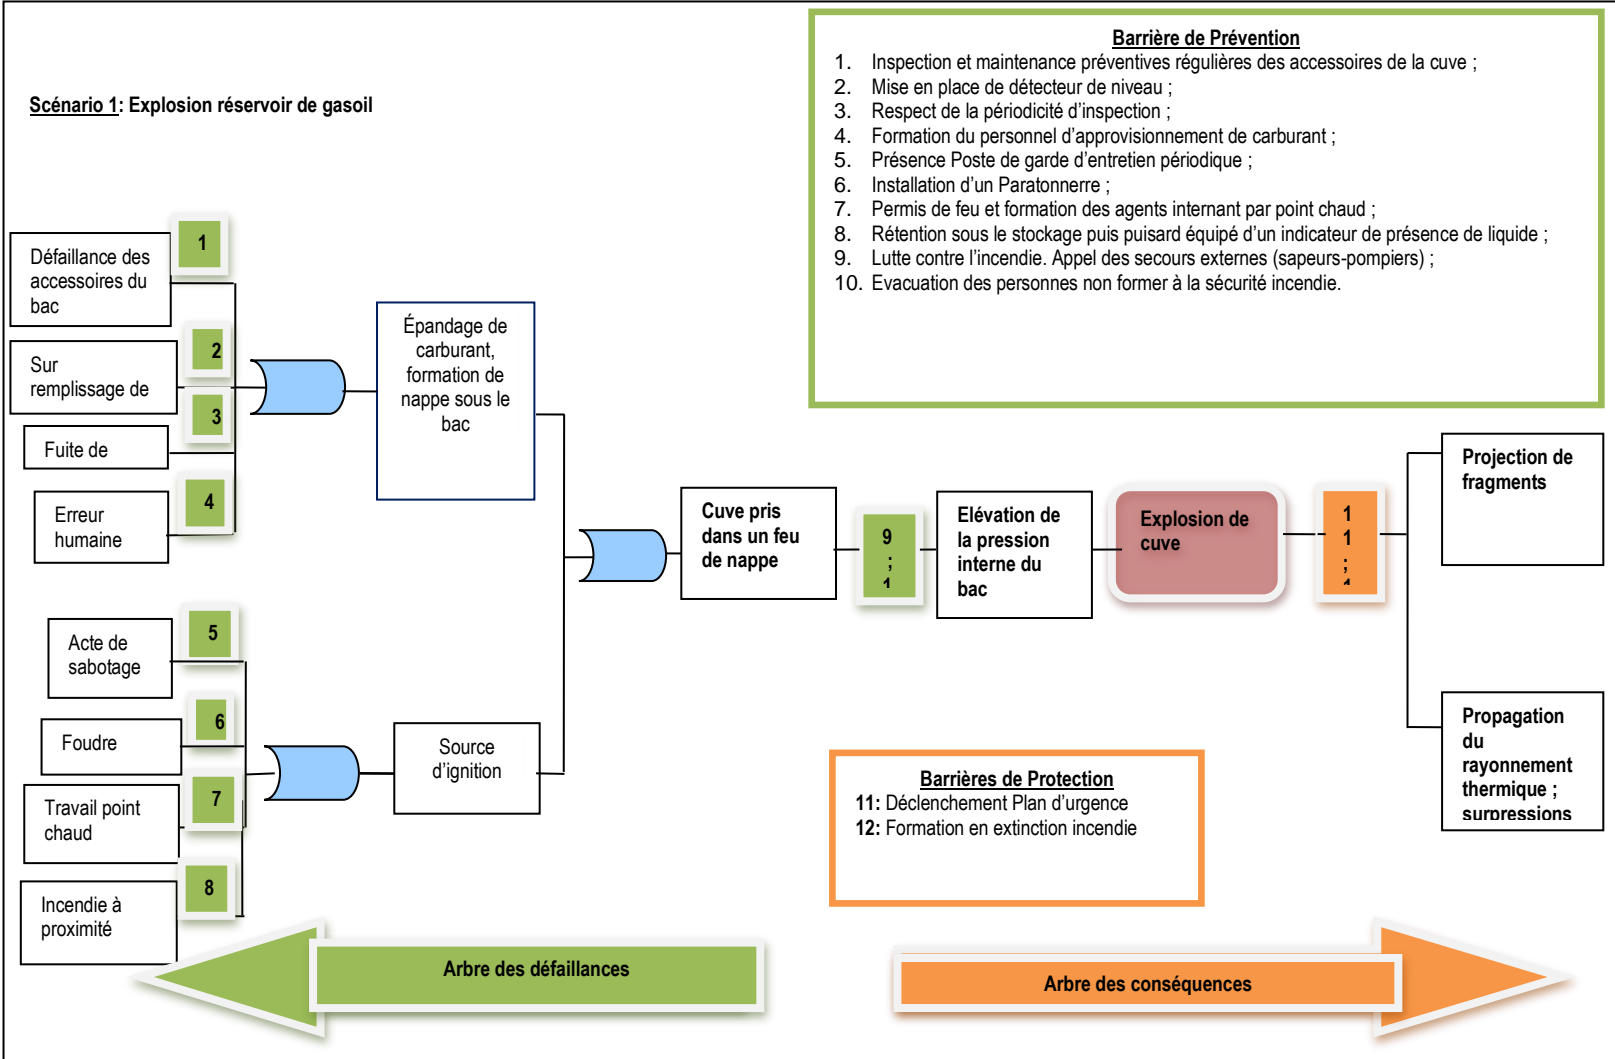 Barrière de Prévention
1. Inspection et maintenance préventives régulières des accessoires de la cuve ;
2. Mise en place de détecteur de niveau ;
3. Respect de la périodicité d'inspection ;
4. Formation du personnel d'approvisionnement de carburant ;
5. Présence Poste de garde d'entretien périodique ;
6. Installation d'un Paratonnerre ;
7. Permis de feu et formation des agents internant par point chaud ;
8. Rétention sous le stockage puis puisard équipé d'un indicateur de présence de liquide ;
9. Lutte contre l'incendie. Appel des secours externes (sapeurs-pompiers) ;
10. Evacuation des personnes non former à la sécurité incendie.
Scénario 1: Explosion réservoir de gasoil
1
Défaillance des
accessoires du
bac
2
Sur
remplissage de
3
Fuite de
4
Erreur
humaine
Épandage de
carburant,
formation de
nappe sous le
bac
5
Acte de
sabotage
6
Foudre
7
Travail point
chaud
8
Incendie à
proximité
Source
d'ignition
Cuve pris
dans un feu
de nappe
9
;
1
Elévation de
la pression
interne du
bac
Explosion de
cuve
1
1
;
Projection de
fragments
Propagation
du
rayonnement
thermique ;
surpressions
Barrières de Protection
11: Déclenchement Plan d'urgence
12: Formation en extinction incendie
Arbre des défaillances
Arbre des conséquences